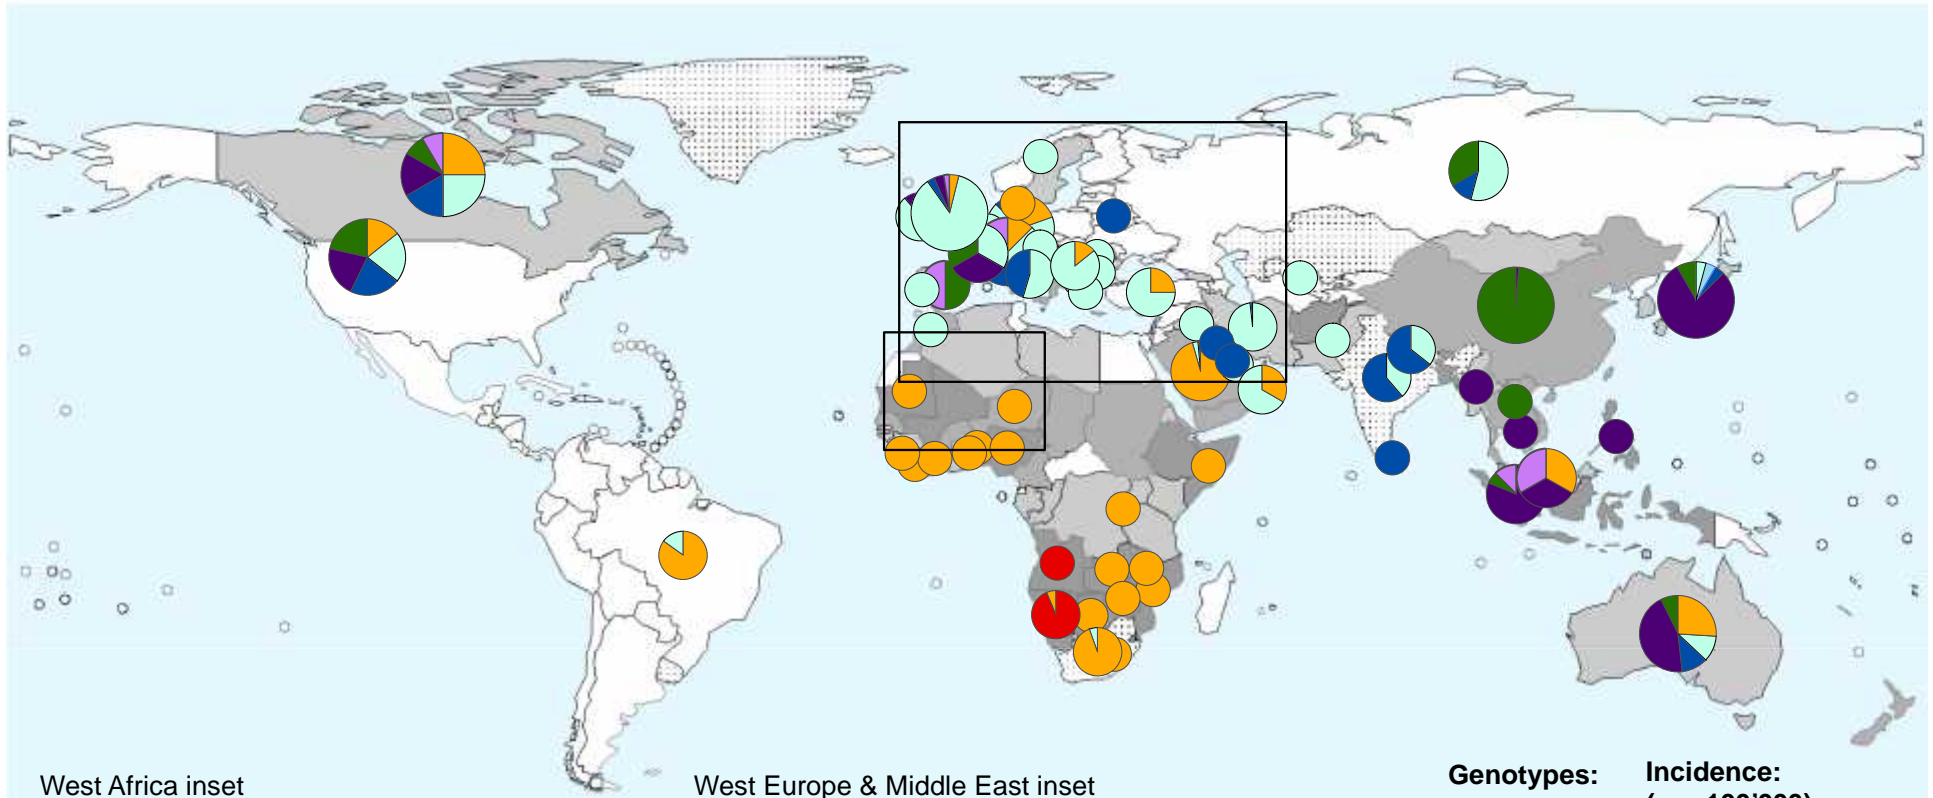 West Africa inset
West Europe & Middle East inset
Genotypes:
Incidence: